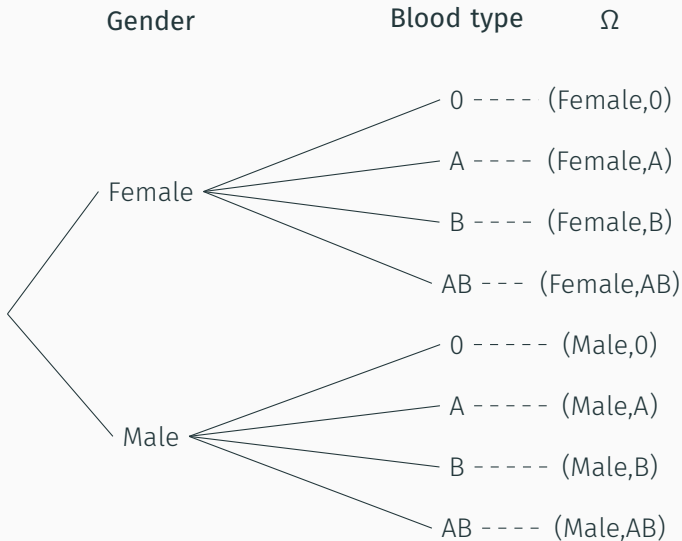 Gender Blood type Ω
0 (Female,0)
A (Female,A)
Female
B (Female,B)
AB (Female,AB)
0 (Male,0)
A (Male,A)
Male
B (Male,B)
AB (Male,AB)